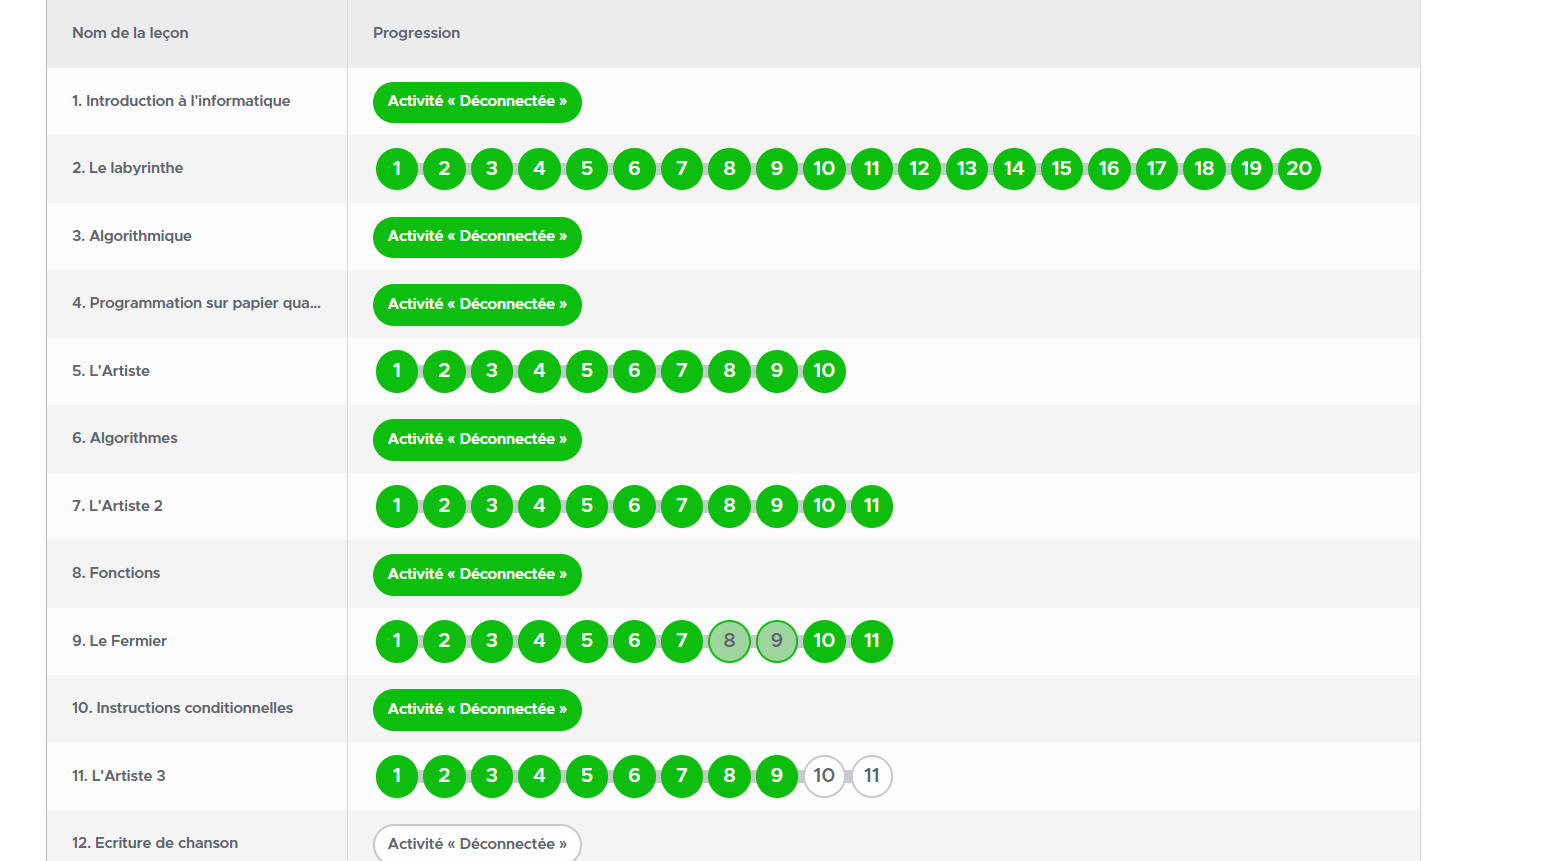 Nom de la leçon Progression
1. Introduction à l'informatique Activité « Déconnectée »
2. Le labyrinthe 1 2 3 4 5 6 7 8 9 10 11 12 13 14 15 16 17 18 19 20
3. Algorithmique Activité « Déconnectée »
4. Programmation sur papier qua... Activité « Déconnectée »
5. L'Artiste 1 2 3 4 5 6 7 8 9 10
6. Algorithmes Activité « Déconnectée »
7. L'Artiste 2 1 2 3 4 5 6 7 8 9 10 11
8. Fonctions Activité « Déconnectée »
9. Le Fermier 1 2 3 4 5 6 7 8 9 10 11
10. Instructions conditionnelles Activité « Déconnectée »
11. L'Artiste 3 1 2 3 4 5 6 7 8 9 10 11
12. Ecriture de chanson Activité « Déconnectée »